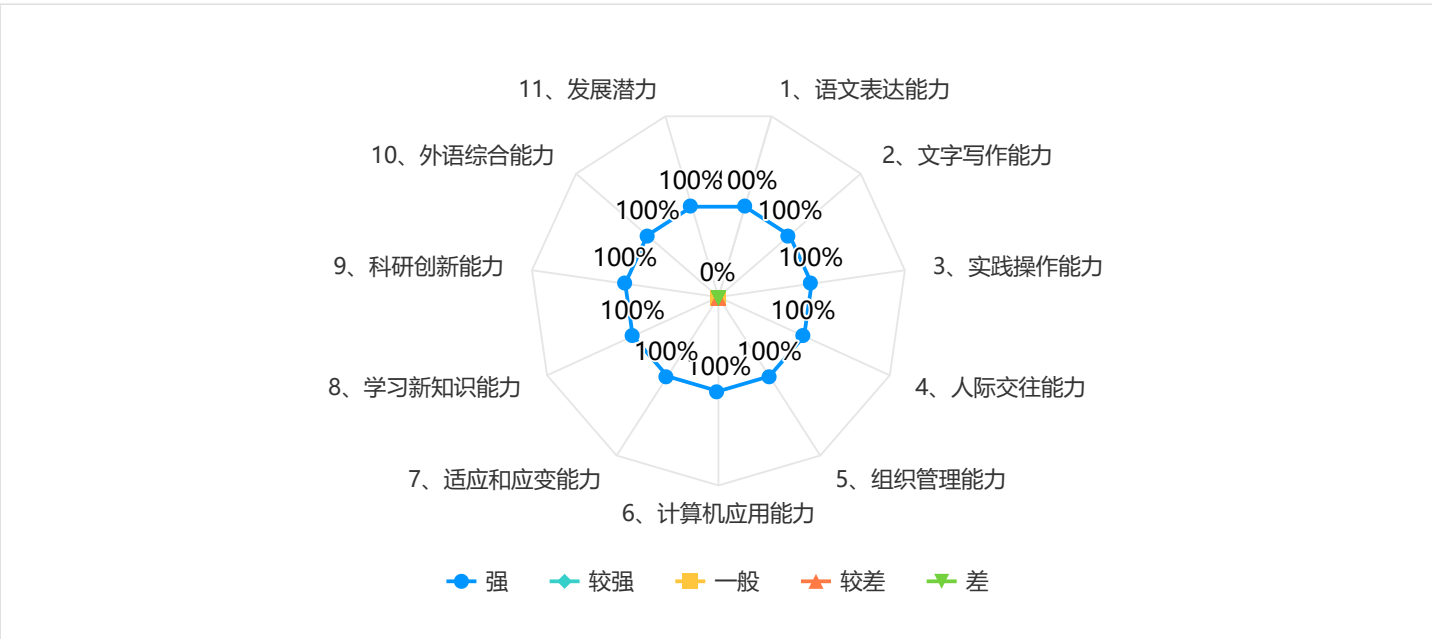 11、发展潜力
1、语文表达能力
10、外语综合能力
2、文字写作能力
100%
00%
100%
100%
9、科研创新能力
100%
100%
3、实践操作能力
0%
100%
100%
100%
100%
100%
8、学习新知识能力
4、人际交往能力
7、适应和应变能力
5、组织管理能力
6、计算机应用能力
强
较强
一般
较差
差